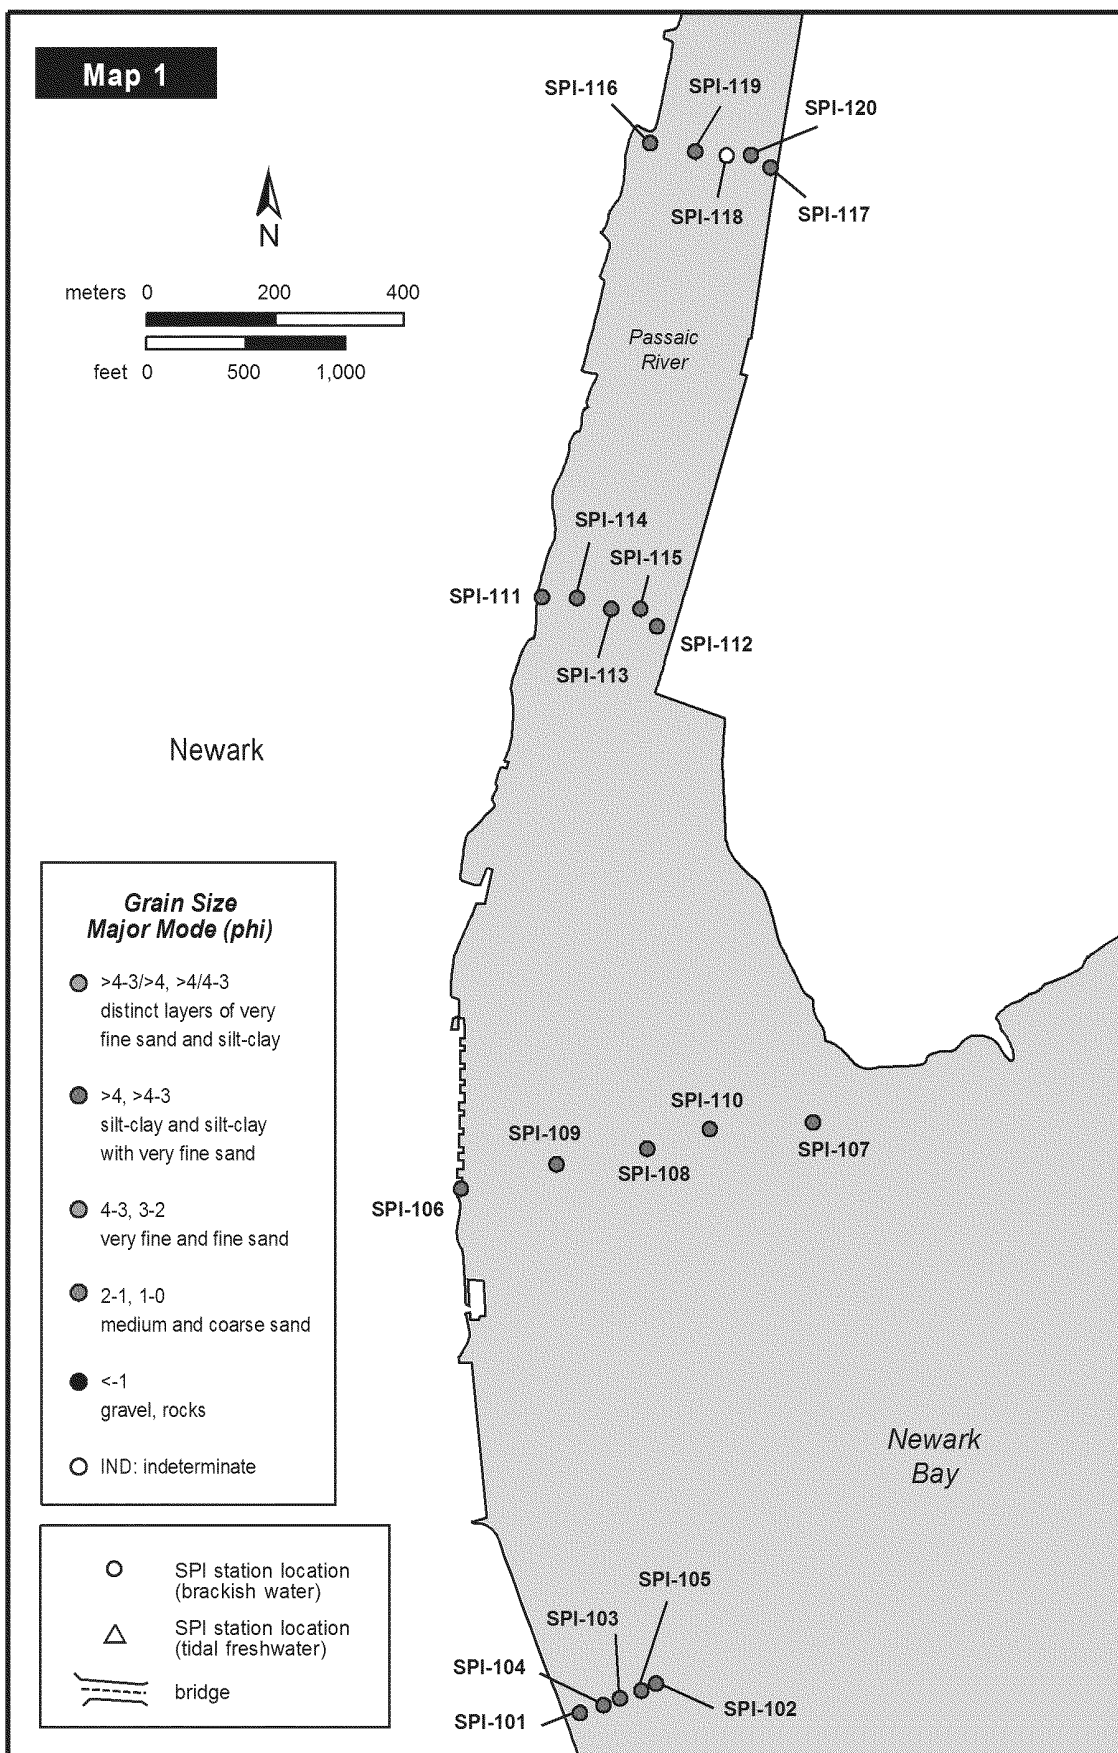 Map 1
SPI-116
SPI-119
SPI-120
SPI-118
SPI-117
N
meters 0 200 400
feet 0 500 1,000
Passaic
River
SPI-114
SPI-115
SPI-111
SPI-113
SPI-112
Newark
Grain Size
Major Mode (phi)
>4-3/>4, >4/4-3
distinct layers of very
fine sand and silt-clay
>4, >4-3
silt-clay and silt-clay
with very fine sand
4-3, 3-2
very fine and fine sand
2-1, 1-0
medium and coarse sand
<-1
gravel, rocks
IND: indeterminate
SPI-110
SPI-109
SPI-108
SPI-107
SPI-106
Newark
Bay
SPI station location
(brackish water)
SPI station location
(tidal freshwater)
bridge
SPI-105
SPI-103
SPI-104
SPI-102
SPI-101